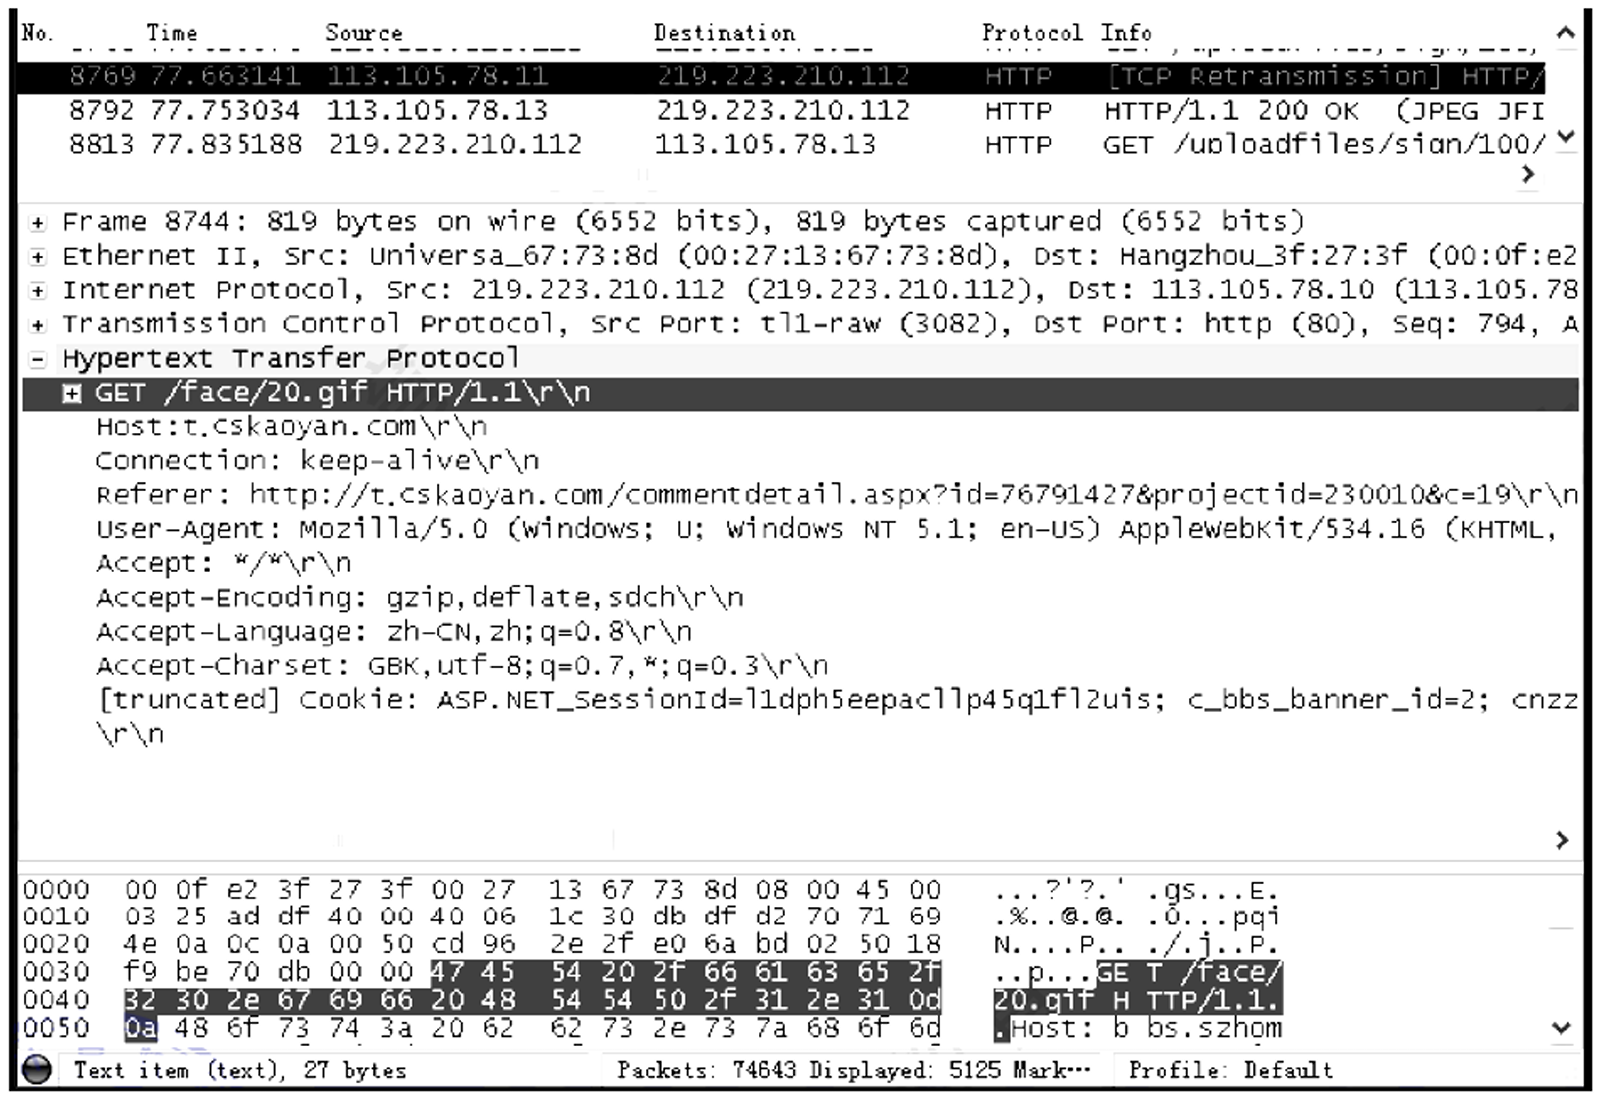 No. Time Source Destination Protocol Info
8769 77.663141 113.105.78.11 219.223.210.112 HTTP [TCP Retransmission] HTTP/
8792 77.753034 113.105.78.13 219.223.210.112 HTTP HTTP/1.1 200 OK (JPEG JFI
8813 77.835188 219.223.210.112 113.105.78.13 HTTP GET /uploadfiles/sign/100/
Frame 8744: 819 bytes on wire (6552 bits), 819 bytes captured (6552 bits)
Ethernet II, Src: Universa_67:73:8d (00:27:13:67:73:8d), Dst: Hangzhou_3f:27:3f (00:0f:e2
Internet Protocol, Src: 219.223.210.112 (219.223.210.112), Dst: 113.105.78.10 (113.105.78
Transmission Control Protocol, Src Port: tl1-raw (3082), Dst Port: http (80), Seq: 794, A
Hypertext Transfer Protocol
GET /face/20.gif HTTP/1.1\r\n
Host:t.cskaoyan.com\r\n
Connection: keep-alive\r\n
Referer: http://t.cskaoyan.com/commentdetail.aspx?id=76791427&projectid=230010&c=19\r\n
User-Agent: Mozilla/5.0 (Windows; U; Windows NT 5.1; en-US) AppleWebKit/534.16 (KHTML,
Accept: */*\r\n
Accept-Encoding: gzip,deflate,sdch\r\n
Accept-Language: zh-CN,zh;q=0.8\r\n
Accept-Charset: GBK,utf-8;q=0.7,*;q=0.3\r\n
[truncated] Cookie: ASP.NET_SessionId=l1dph5eepacllp45q1fl2uis; c_bbs_banner_id=2; cnzz
\r\n
0000 00 0f e2 3f 27 3f 00 27 13 67 73 8d 08 00 45 00 ...?'?.' .gs...E.
0010 03 25 ad df 40 00 40 06 1c 30 db df d2 70 71 69 .%..@.@. .0...pqi
0020 4e 0a 0c 0a 00 50 cd 96 2e 2f e0 6a bd 02 50 18 N....P.. ./.j..P.
0030 f9 be 70 db 00 00 47 45 54 20 2f 66 61 63 65 2f ..p...GE T /face/
0040 32 30 2e 67 69 66 20 48 54 54 50 2f 31 2e 31 0d 20.gif H TTP/1.1.
0050 0a 48 6f 73 74 3a 20 62 62 73 2e 73 7a 68 6f 6d .Host: b bs.szhom
Text item (text), 27 bytes Packets: 74643 Displayed: 5125 Mark··· Profile: Default